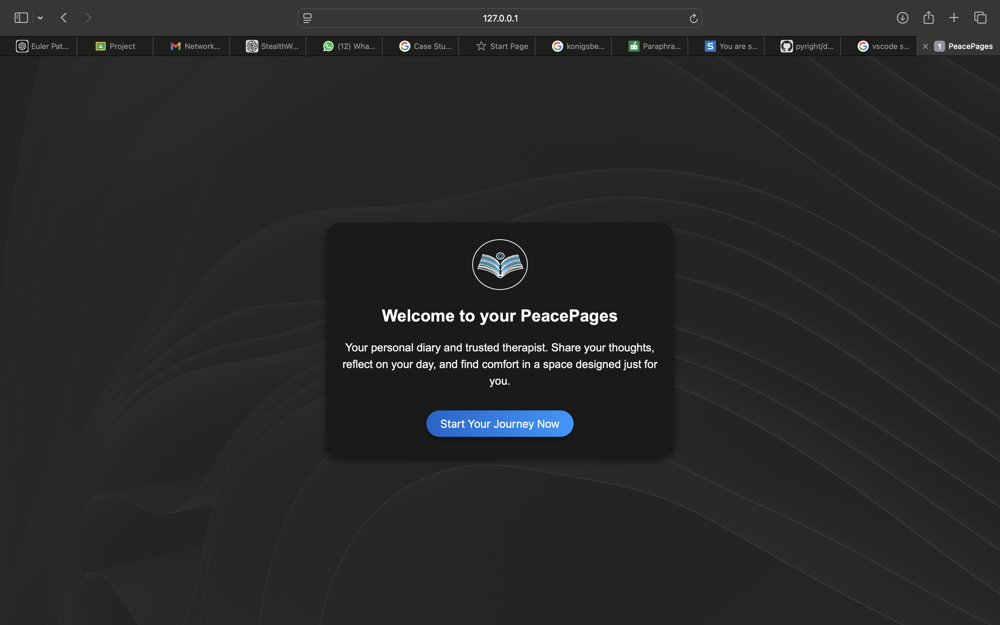 127.0.0.1
Euler Pat...
Project
Network...
StealthW...
(12) Wha...
Case Stu...
Start Page
konigsbe...
Paraphra...
S You are s...
pyright/d...
vscode s...
1 PeacePages
Welcome to your PeacePages
Your personal diary and trusted therapist. Share your thoughts,
reflect on your day, and find comfort in a space designed just for
you.
Start Your Journey Now